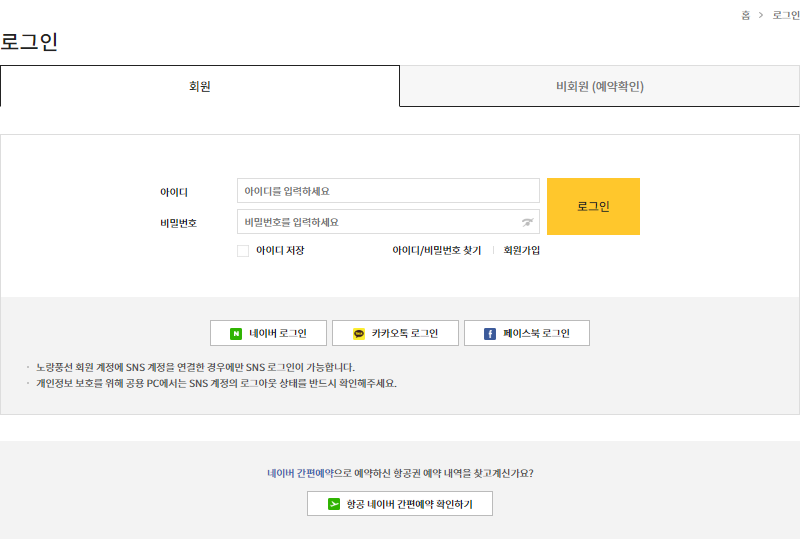 홈 > 로그인
로그인
회원
비회원 (예약확인)
아이디
아이디를 입력하세요
로그인
비밀번호
비밀번호를 입력하세요
아이디 저장
아이디/비밀번호 찾기
회원가입
N 네이버 로그인
TALK 카카오톡 로그인
f 페이스북 로그인
· 노랑풍선 회원 계정에 SNS 계정을 연결한 경우에만 SNS 로그인이 가능합니다.
· 개인정보 보호를 위해 공용 PC에서는 SNS 계정의 로그아웃 상태를 반드시 확인해주세요.
네이버 간편예약으로 예약하신 항공권 예약 내역을 찾고계신가요?
항공 네이버 간편예약 확인하기